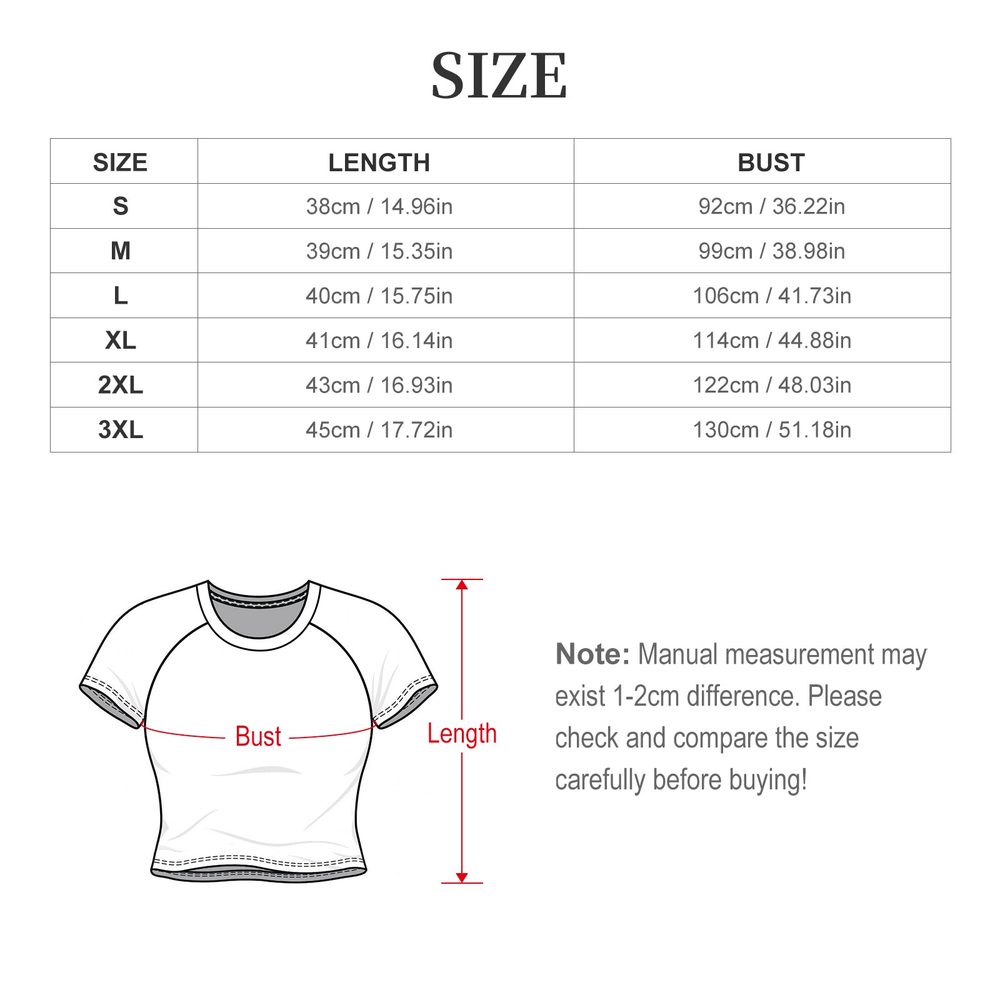 SIZE
SIZE LENGTH BUST
S 38cm / 14.96in 92cm / 36.22in
M 39cm / 15.35in 99cm / 38.98in
L 40cm / 15.75in 106cm / 41.73in
XL 41cm / 16.14in 114cm / 44.88in
2XL 43cm / 16.93in 122cm / 48.03in
3XL 45cm / 17.72in 130cm / 51.18in
Bust
Length
Note: Manual measurement may
exist 1-2cm difference. Please
check and compare the size
carefully before buying!